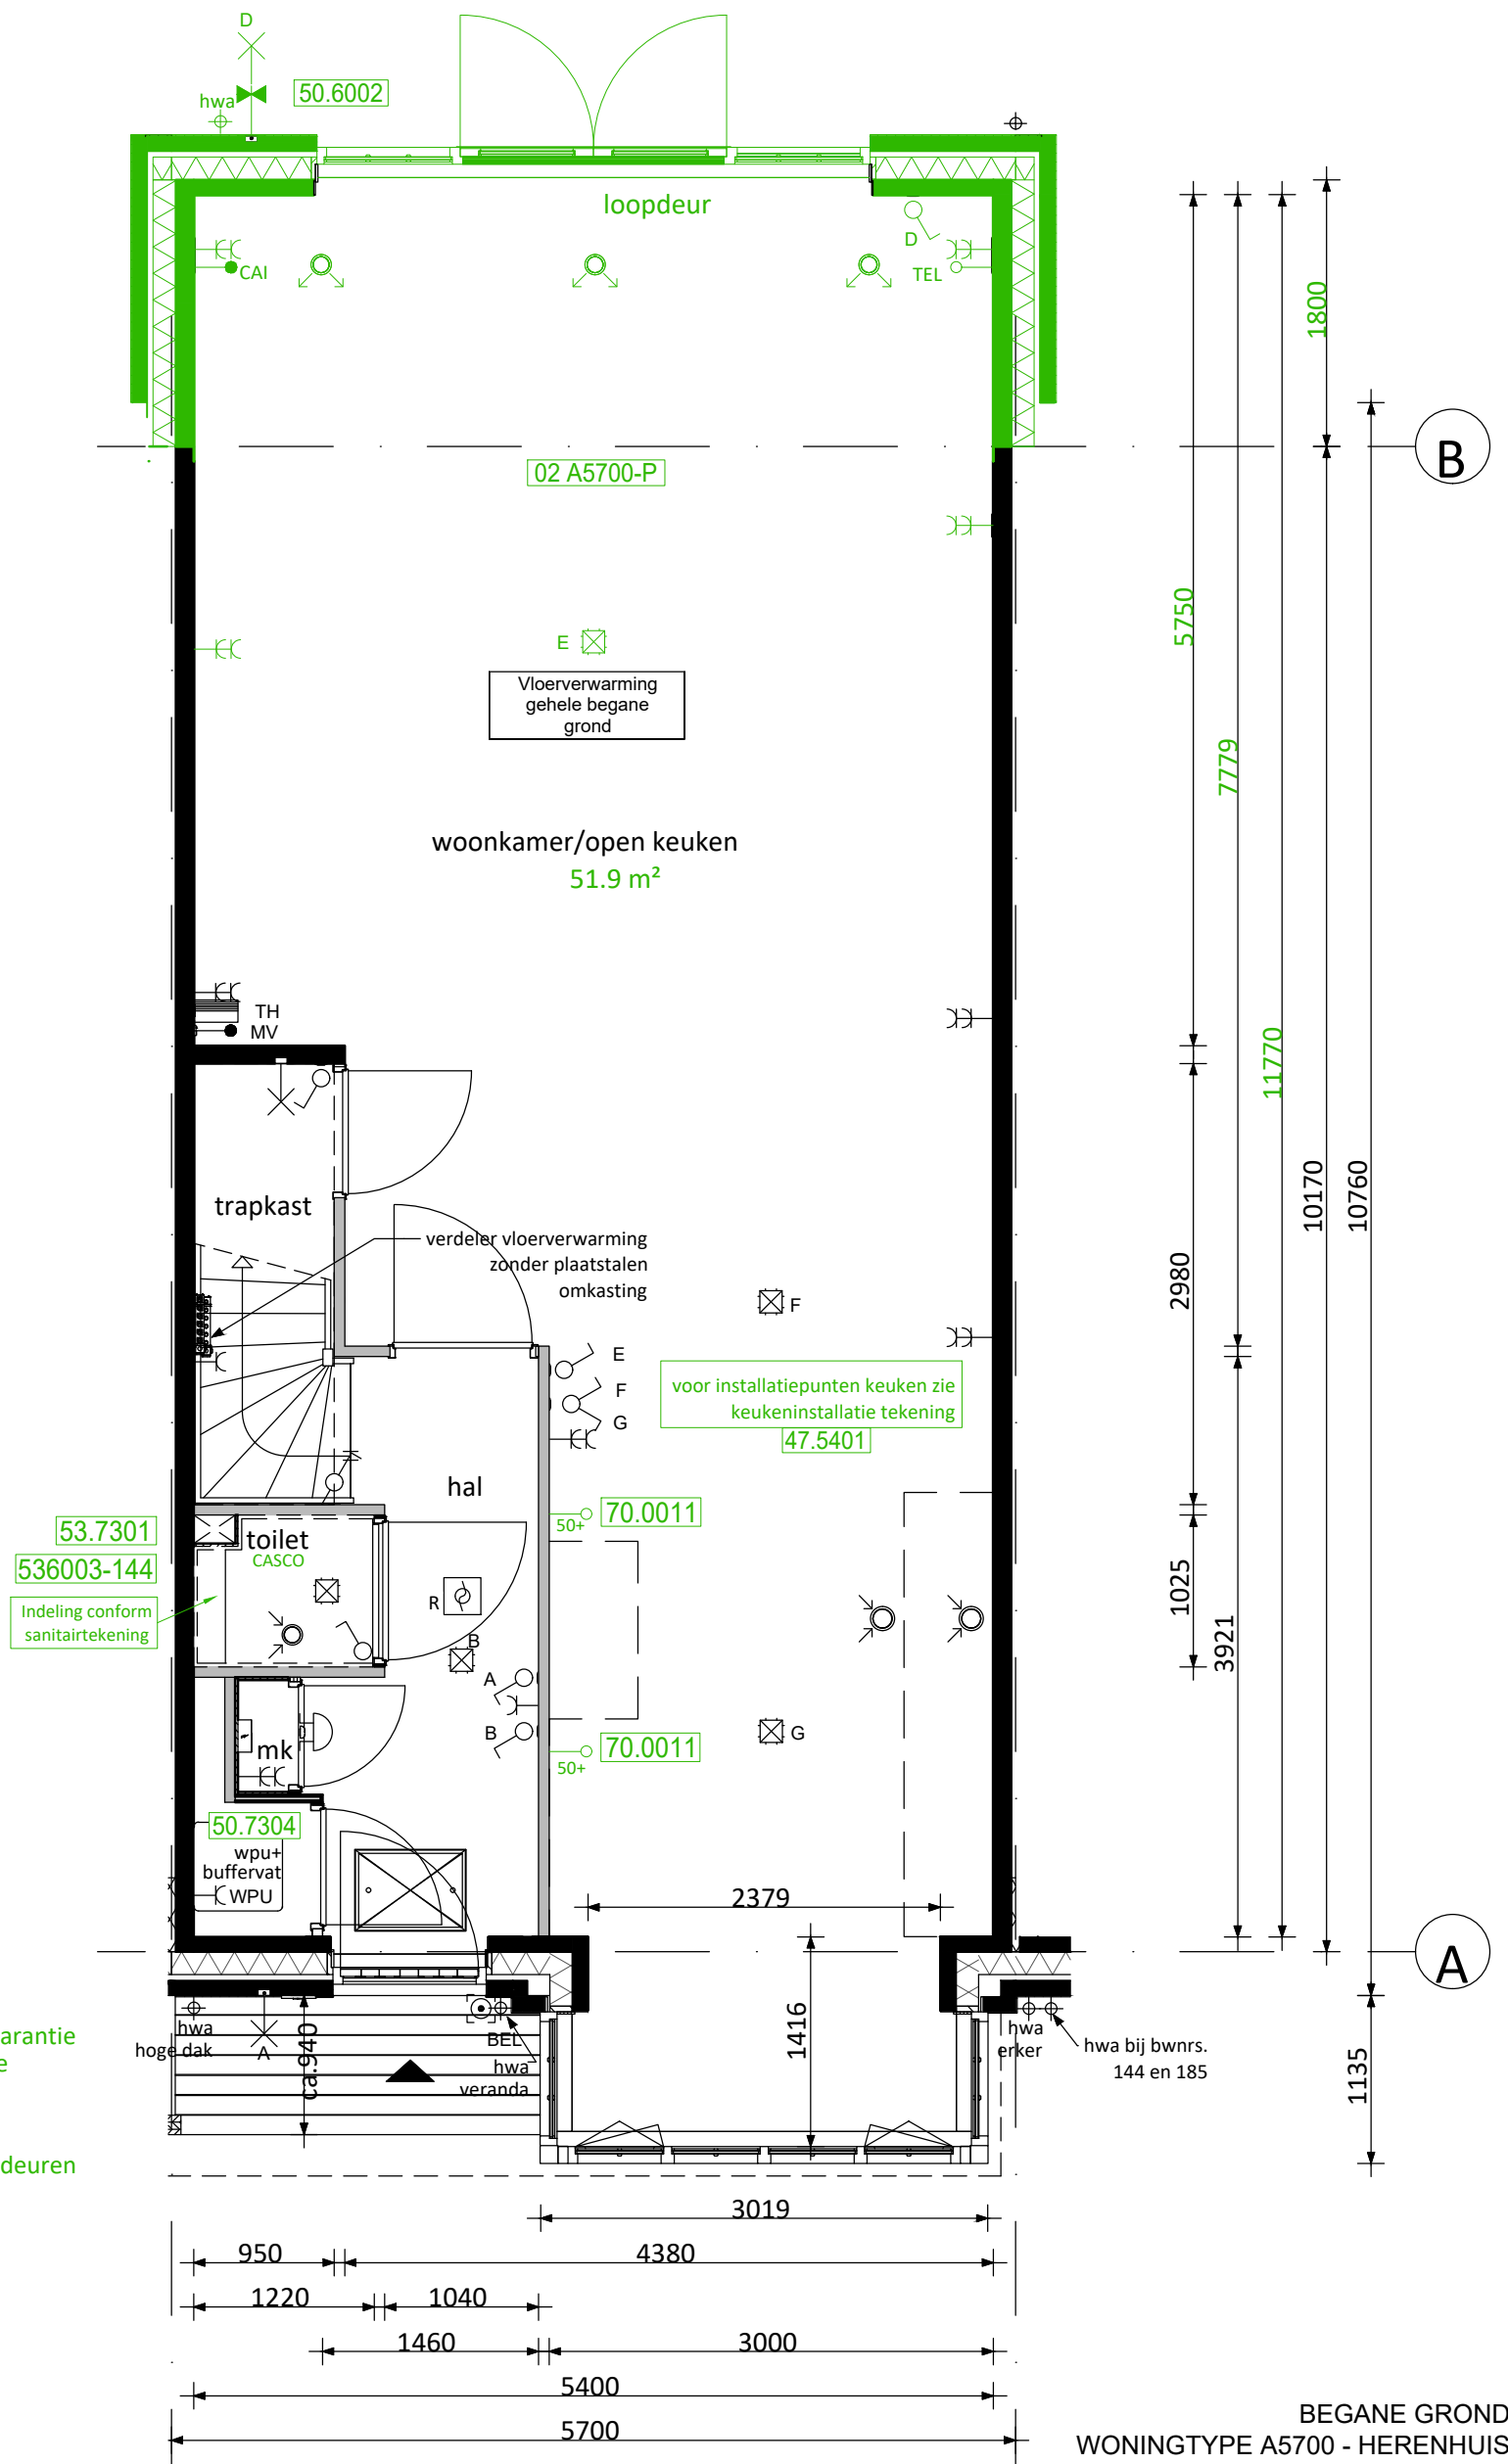 D
hwa
50.6002
loopdeur
D
CAI
TEL
1800
B
02 A5700-P
5750
E
Vloerverwarming
gehele begane
grond
7779
woonkamer/open keuken
51.9 m²
TH
MV
11770
10170
10760
trapkast
verdeler vloerverwarming
zonder plaatstalen
omkasting
2980
F
E
F
G
voor installatiepunten keuken zie
keukeninstallatie tekening
47.5401
hal
50+
70.0011
53.7301
toilet
CASCO
536003-144
Indeling conform
sanitairtekening
1025
R
B
3921
A
B
G
mk
50+
70.0011
50.7304
wpu+
buffervat
WPU
2379
A
hwa
hoge dak
A
ca.940
BEL
hwa
veranda
1416
hwa
erker
hwa bij bwnrs.
144 en 185
1135
arantie
e
deuren
3019
950
4380
1220
1040
1460
3000
5400
5700
BEGANE GROND
WONINGTYPE A5700 - HERENHUIS